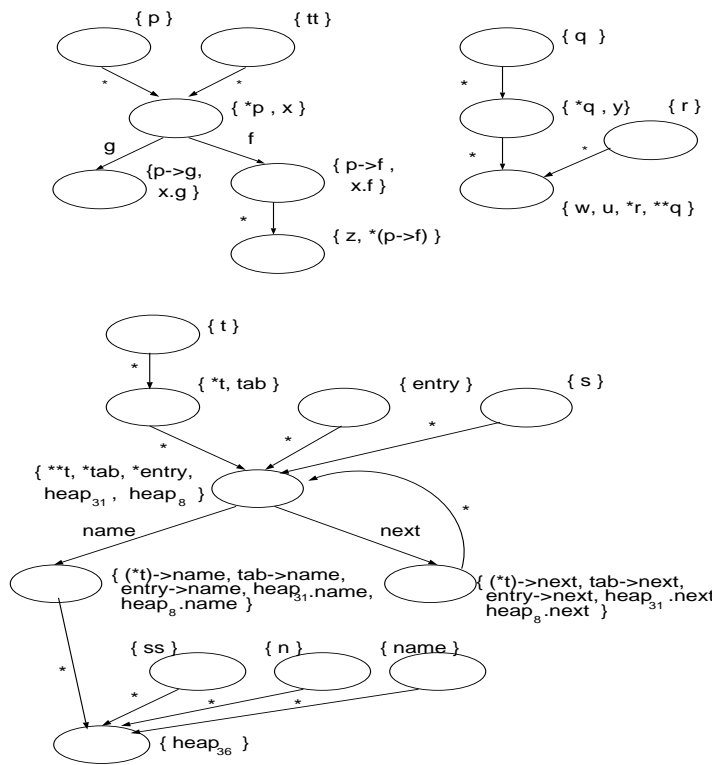 { p }
{ tt }
{ q }
*
*
*
{ *p , x }
{ *q , y}
{ r }
g
f
*
*
{p->g,
x.g }
{ p->f ,
x.f }
{ w, u, *r, **q }
*
{ z, *(p->f) }
{ t }
*
{ *t, tab }
{ entry }
{ s }
*
*
*
{ **t, *tab, *entry,
heap31 , heap8 }
*
name
next
{ (*t)->name, tab->name,
entry->name, heap31.name,
heap8.name }
{ (*t)->next, tab->next,
entry->next, heap31 .next
heap8.next }
{ ss }
{ n }
{ name }
*
*
*
*
{ heap36 }